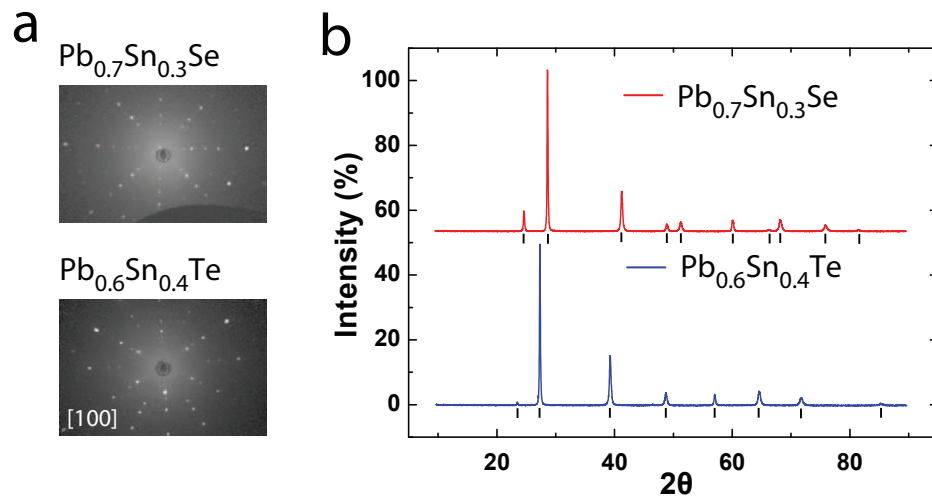 a
Pb₀.₇Sn₀.₃Se
Pb₀.₆Sn₀.₄Te
[100]
b
Intensity (%)
100
80
60
40
20
0
Pb₀.₇Sn₀.₃Se
Pb₀.₆Sn₀.₄Te
20 40 60 80
2θ